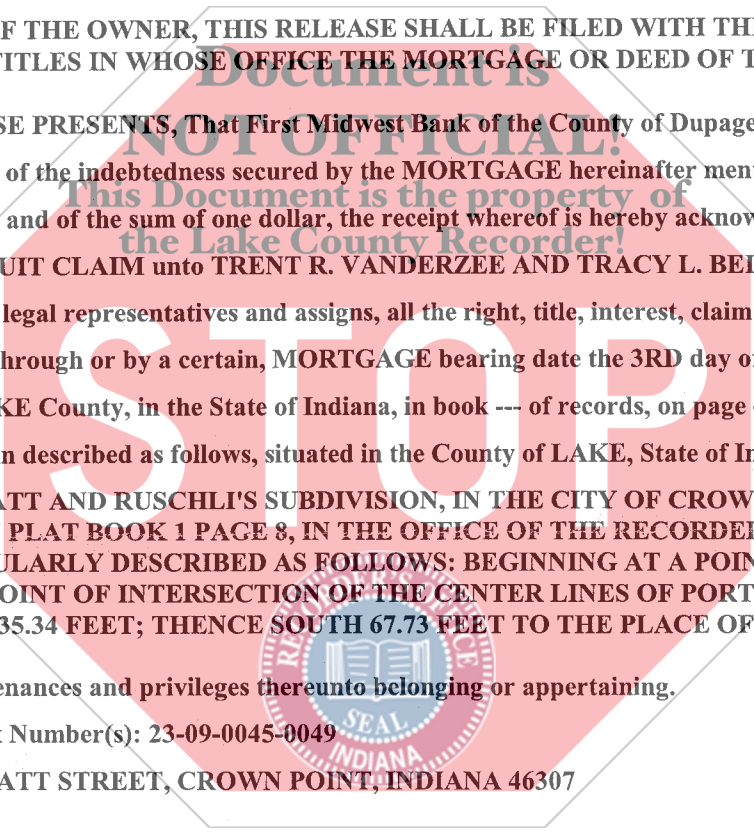 F THE OWNER, THIS RELEASE SHALL BE FILED WITH TH
TITLES IN WHOSE OFFICE THE MORTGAGE OR DEED OF T
Document is
SE PRESENTS, That First Midwest Bank of the County of Dupage
NOT OFFICIAL!
of the indebtedness secured by the MORTGAGE hereinafter men
This Document is the property of
and of the sum of one dollar, the receipt whereof is hereby acknow
the Lake County Recorder!
UIT CLAIM unto TRENT R. VANDERZEE AND TRACY L. BEI
legal representatives and assigns, all the right, title, interest, claim
hrough or by a certain, MORTGAGE bearing date the 3RD day o
STOP
KE County, in the State of Indiana, in book --- of records, on page
n described as follows, situated in the County of LAKE, State of In
ATT AND RUSCHLI'S SUBDIVISION, IN THE CITY OF CROW
PLAT BOOK 1 PAGE 8, IN THE OFFICE OF THE RECORDER
ULARLY DESCRIBED AS FOLLOWS: BEGINNING AT A POIN
OINT OF INTERSECTION OF THE CENTER LINES OF PORT
35.34 FEET; THENCE SOUTH 67.73 FEET TO THE PLACE OF
RECORDER'S OFFICE
enances and privileges thereunto belonging or appertaining.
SEAL
Number(s): 23-09-0045-0049
INDIANA
ATT STREET, CROWN POINT, INDIANA 46307